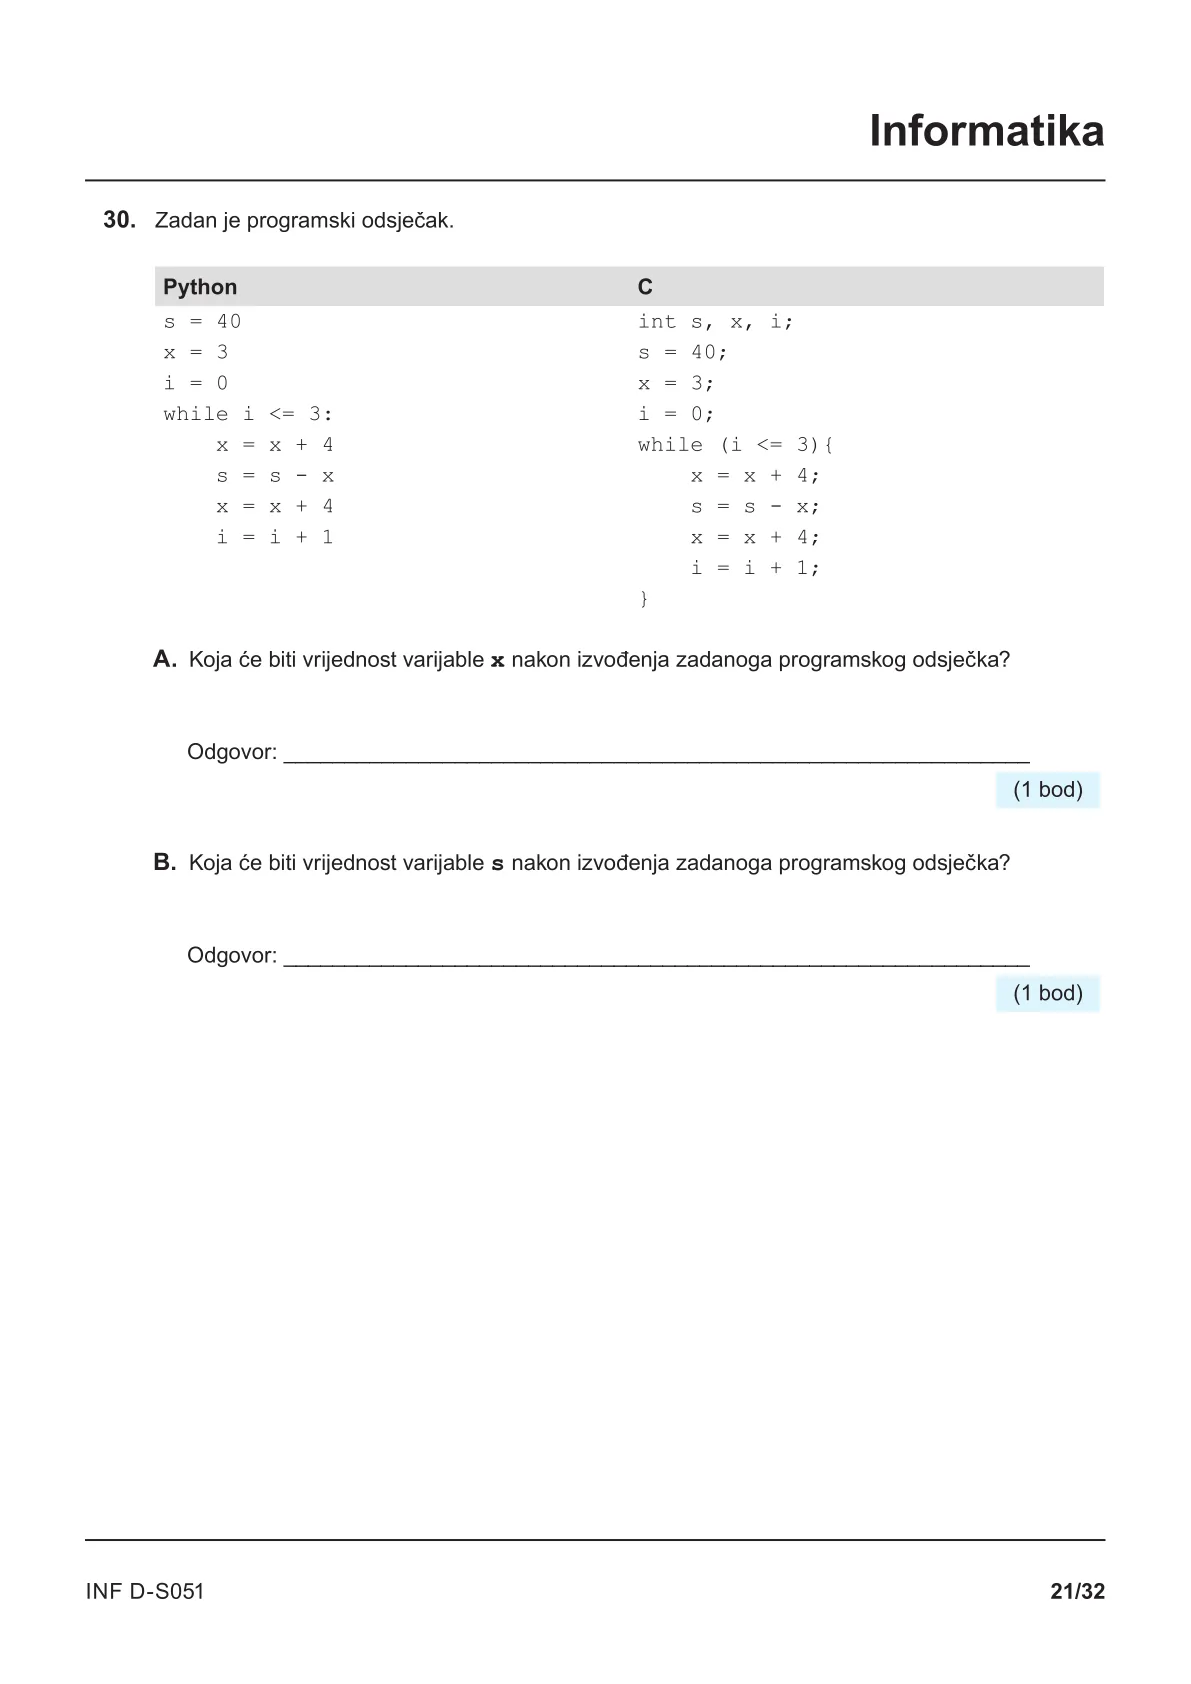 Informatika
30. Zadan je programski odsječak.
Python C
s = 40 int s, x, i;
x = 3 s = 40;
i = 0 x = 3;
while i <= 3: i = 0;
x = x + 4 while (i <= 3){
s = s - x x = x + 4;
x = x + 4 s = s - x;
i = i + 1 x = x + 4;
i = i + 1;
}
A. Koja će biti vrijednost varijable x nakon izvođenja zadanoga programskog odsječka?
Odgovor: ______________________________________________________________
(1 bod)
B. Koja će biti vrijednost varijable s nakon izvođenja zadanoga programskog odsječka?
Odgovor: ______________________________________________________________
(1 bod)
INF D-S051 21/32